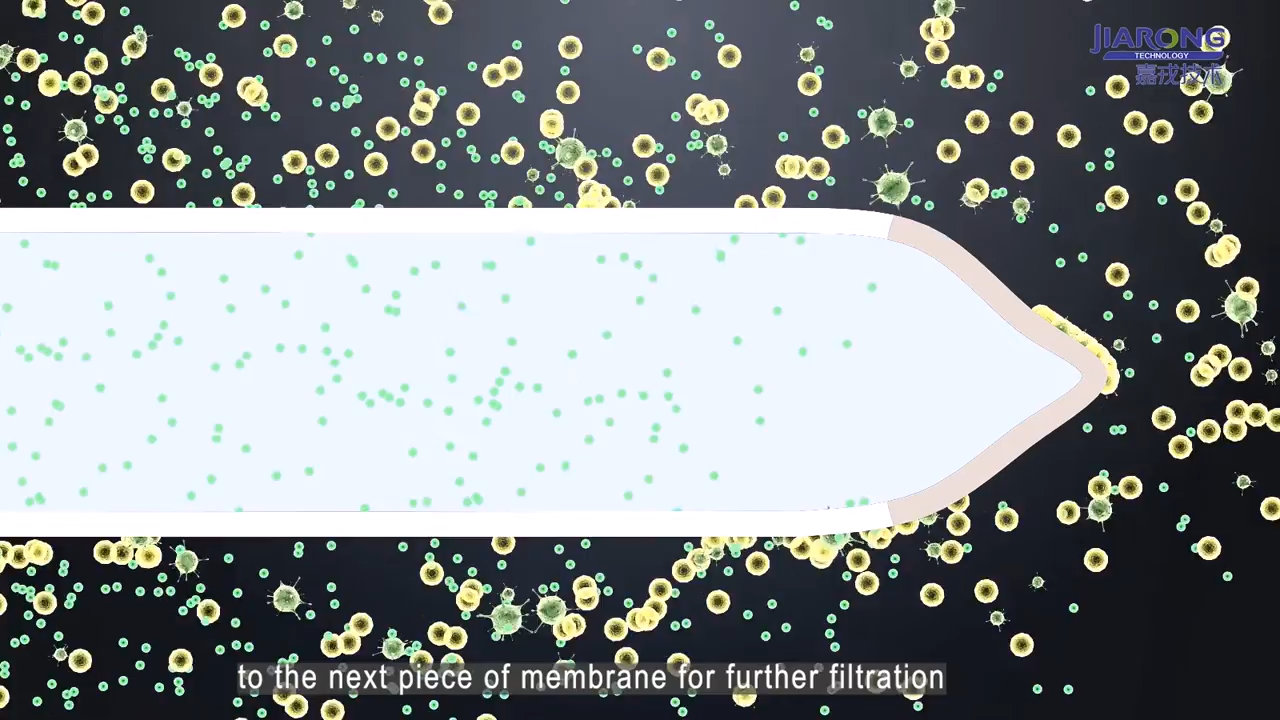 JIARONG
TECHNOLOGY
嘉戎技术
to the next piece of membrane for further filtration